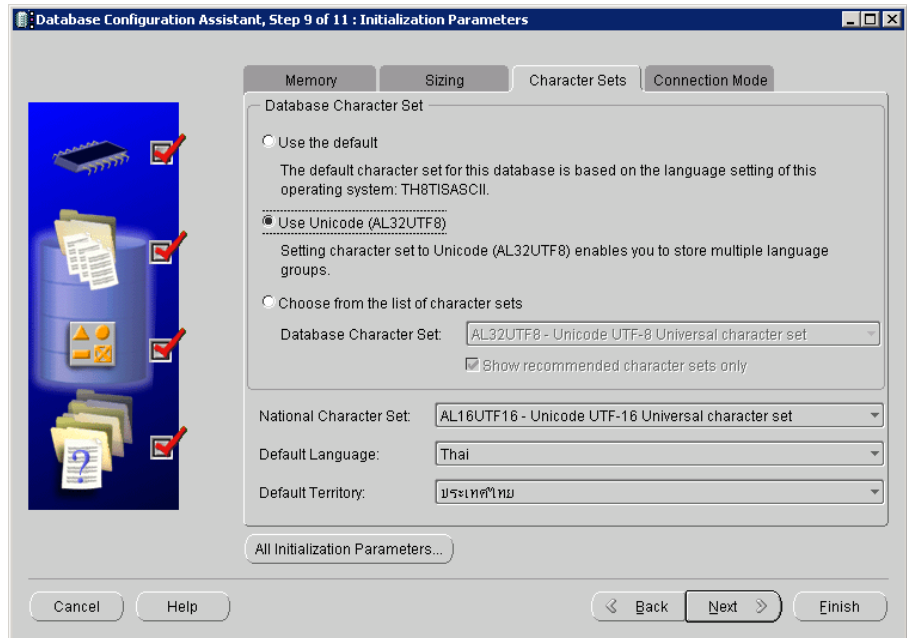 Database Configuration Assistant, Step 9 of 11 : Initialization Parameters
Memory
Sizing
Character Sets
Connection Mode
Database Character Set
Use the default
The default character set for this database is based on the language setting of this
operating system: TH8TISASCII.
Use Unicode (AL32UTF8)
Setting character set to Unicode (AL32UTF8) enables you to store multiple language
groups.
Choose from the list of character sets
Database Character Set:
AL32UTF8 - Unicode UTF-8 Universal character set
Show recommended character sets only
National Character Set:
AL16UTF16 - Unicode UTF-16 Universal character set
Default Language:
Thai
Default Territory:
ประเทศไทย
All Initialization Parameters...
Cancel
Help
Back
Next
Finish
?